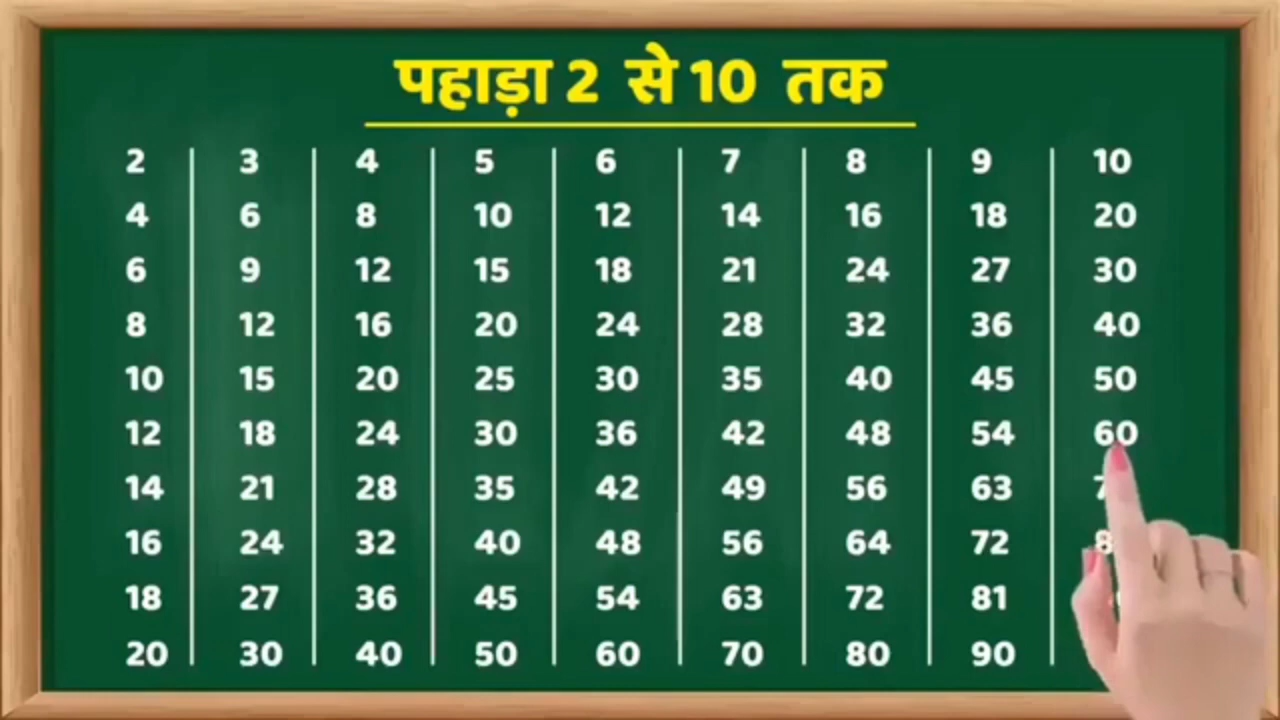 पहाड़ा 2 से 10 तक
2 3 4 5 6 7 8 9 10
4 6 8 10 12 14 16 18 20
6 9 12 15 18 21 24 27 30
8 12 16 20 24 28 32 36 40
10 15 20 25 30 35 40 45 50
12 18 24 30 36 42 48 54 60
14 21 28 35 42 49 56 63
16 24 32 40 48 56 64 72
18 27 36 45 54 63 72 81
20 30 40 50 60 70 80 90